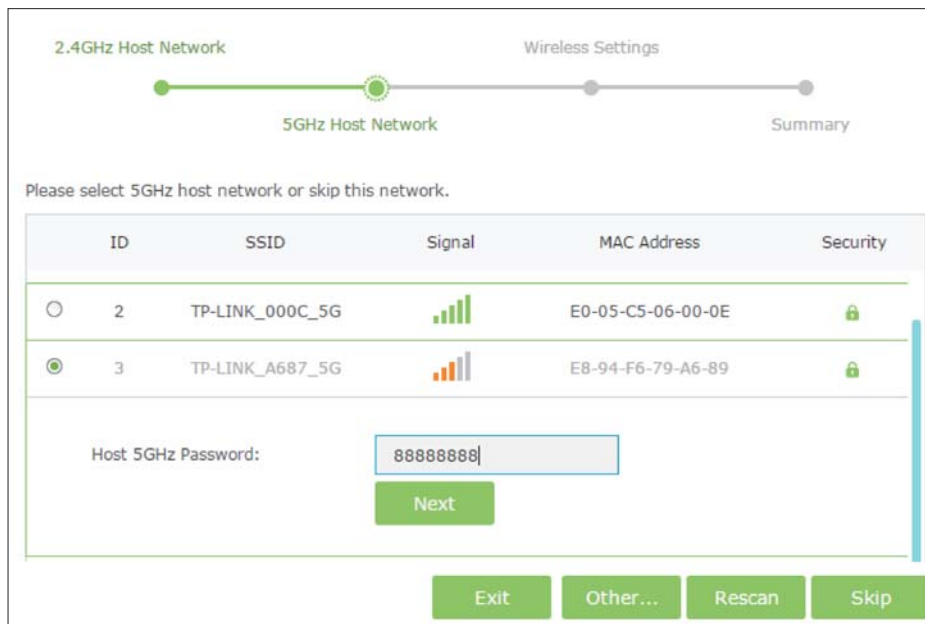 2.4GHz Host Network Wireless Settings
5GHz Host Network Summary
Please select 5GHz host network or skip this network.
ID SSID Signal MAC Address Security
2 TP-LINK_000C_5G E0-05-C5-06-00-0E
3 TP-LINK_A687_5G E8-94-F6-79-A6-89
Host 5GHz Password: 88888888
Next
Exit Other... Rescan Skip